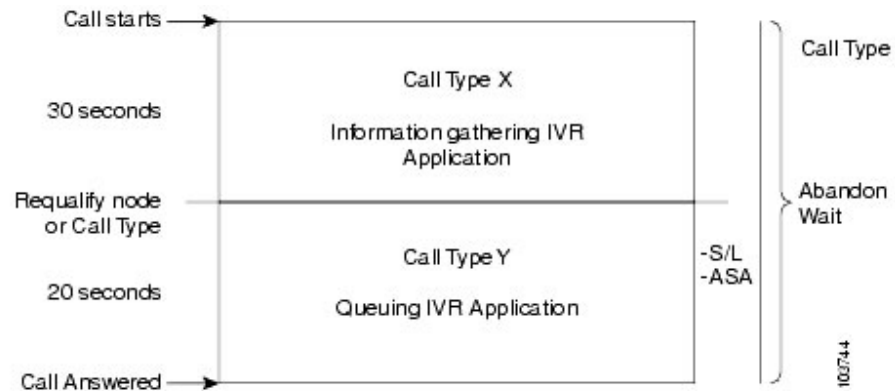 Call starts
30 seconds
Requalify node
or Call Type
20 seconds
Call Answered
Call Type X
Information gathering IVR
Application
Call Type Y
Queuing IVR Application
-S/L
-ASA
Call Type
Abandon
Wait
103744